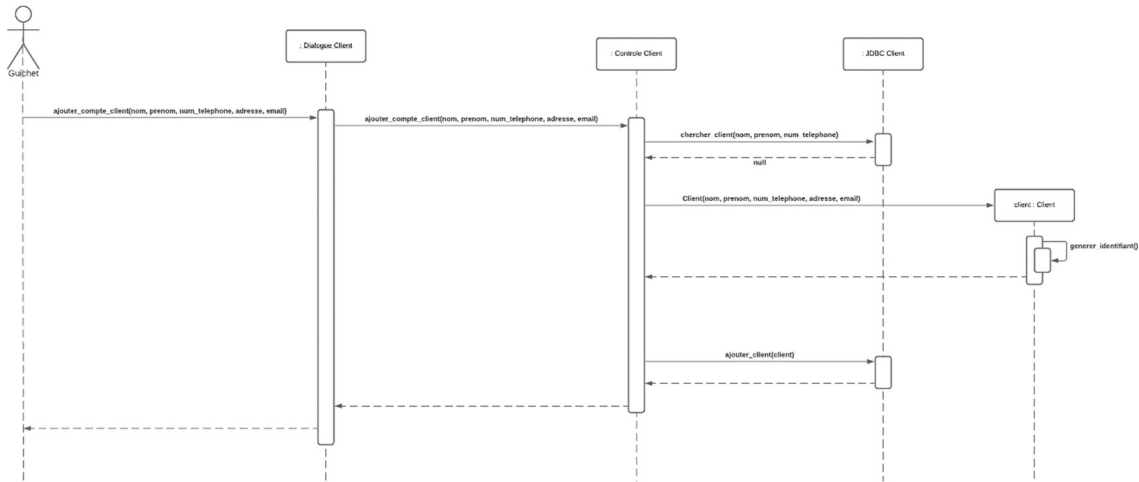 Guichet
: Dialogue Client
: Controle Client
: JDBC Client
ajouter_compte_client(nom, prenom, num_telephone, adresse, email)
ajouter_compte_client(nom, prenom, num_telephone, adresse, email)
chercher_client(nom, prenom, num_telephone)
null
Client(nom, prenom, num_telephone, adresse, email)
client : Client
generer_identifiant()
ajouter_client(client)